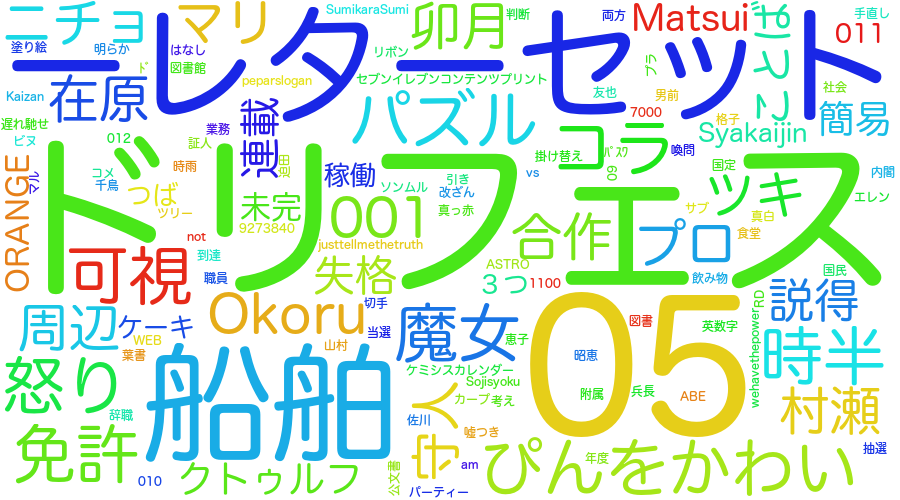 ニチョ
マリ
SumikaraSumi
卯月
判断
両方
Matsui
手直し
011
塗り絵
明らか
はなし
リボン
ド
図書館
ニレターセット
セブンイレブンコンテンツプリント
ブラ
在原
Kaizan
peparslogan
連載
パズル
友也
男前
7000
社会
簡易
遅れ馳せ
ビヌ
012
業務
証人
コラ
格子
Syakaijin
掛け替え
喚問
09
国定
内閣
ORANGE
マル
コメ
千鳥
時雨
つば
ツリー
稼働
ソンムル
引き
改ざん
真っ赤
vs
ツキ
エレン
ドリフフェス
未完
9273840
001
合作
プロ
サブ
真白
食堂
not
justtellmethetruth
可視
到達
職員
失格
ASTRO
3つ
1100
飲み物
国民
RD
説得
周辺
ケーキ
WEB
葉書
Okoru
切手
当選
山村
魔女
恵子
05
図書
英数字
昭恵
wehavethepower
時半
怒り
船舶
ケミシスカレンダー
Sojisyoku
カープ
考え
附属
兵長
ABE
村瀬
辞職
佐川
嘘つき
免許
010
クトゥルフ
公文書
am
パーティー
ぴんをかわい
年度
抽選